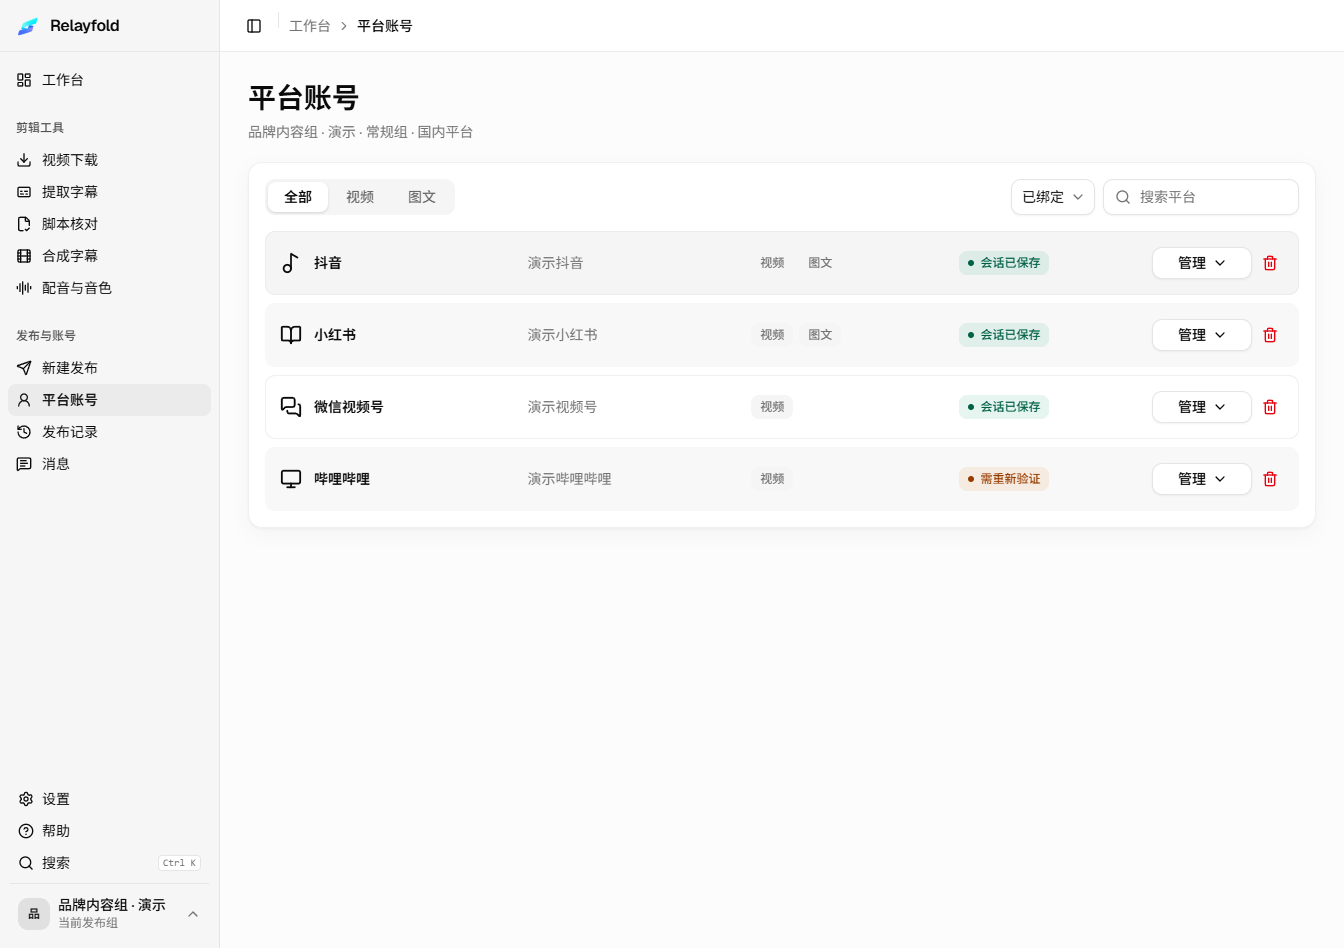 Relayfold
工作台
剪辑工具
视频下载
提取字幕
脚本核对
合成字幕
配音与音色
发布与账号
新建发布
平台账号
发布记录
消息
设置
帮助
搜索 Ctrl K
品 品牌内容组 · 演示
当前发布组
工作台 平台账号
平台账号
品牌内容组 · 演示 · 常规组 · 国内平台
全部 视频 图文 已绑定 搜索平台
抖音 演示抖音 视频 图文 会话已保存 管理
小红书 演示小红书 视频 图文 会话已保存 管理
微信视频号 演示视频号 视频 会话已保存 管理
哔哩哔哩 演示哔哩哔哩 视频 需重新验证 管理